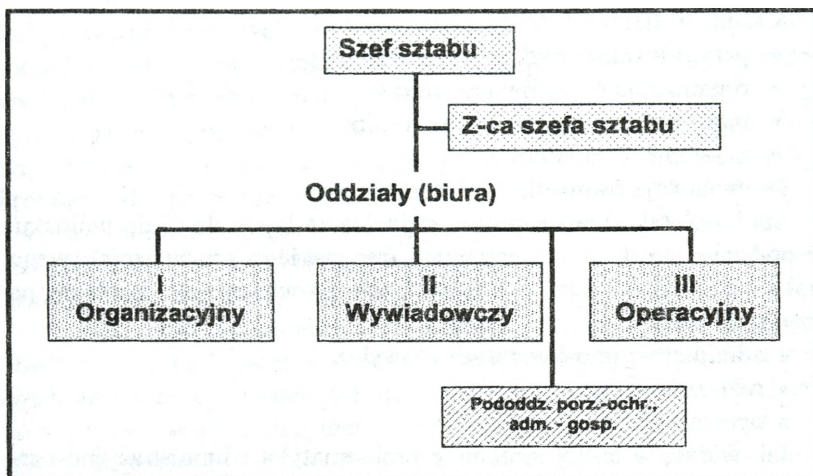 Szef sztabu
Z-ca szefa sztabu
Oddziały (biura)
I
Organizacyjny
II
Wywiadowczy
III
Operacyjny
Pododdz. porz.-ochr.,
adm. - gosp.